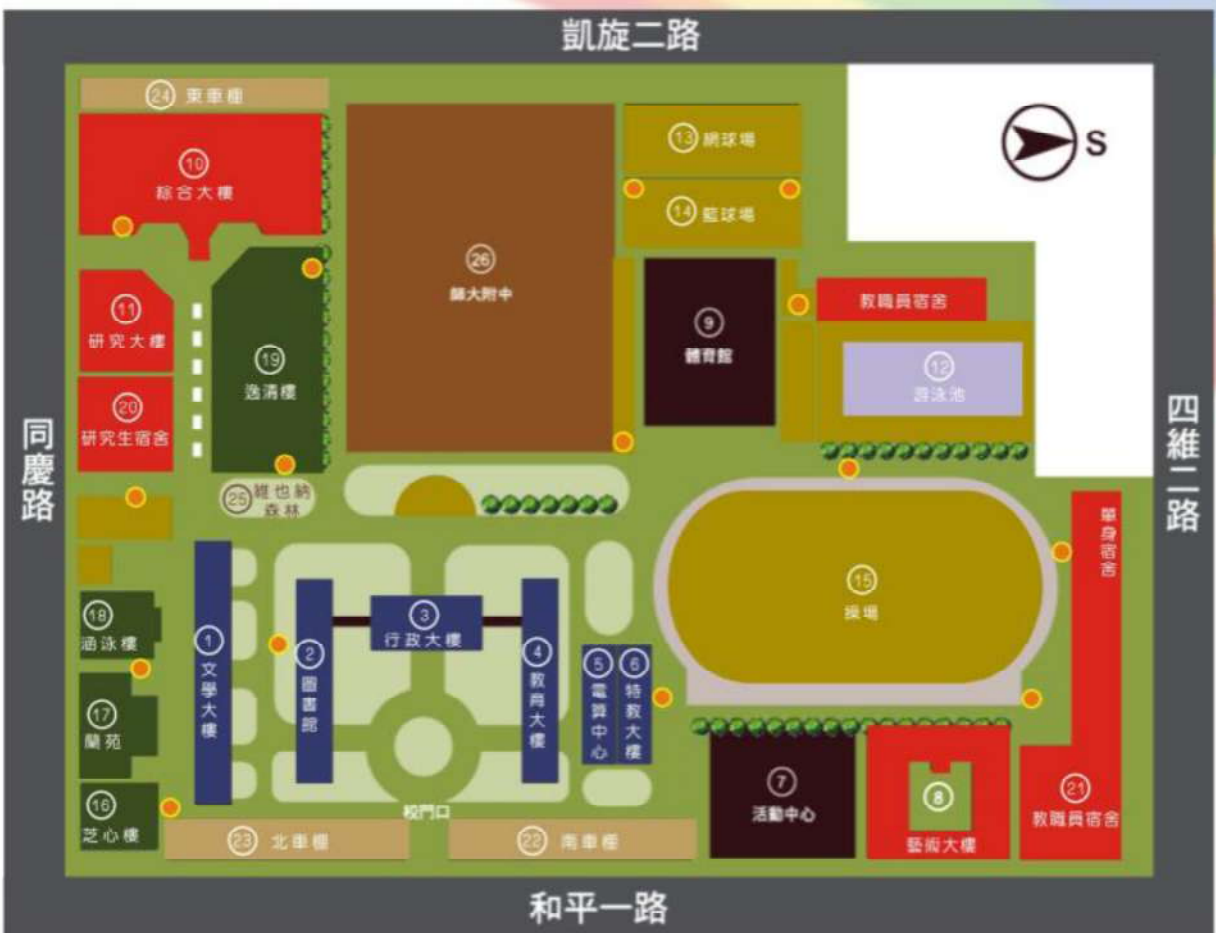 凱旋二路
24 東車棚
10
綜合大樓
13 網球場
14 籃球場
S
26
師大附中
9
體育館
教職員宿舍
12
游泳池
11
研究大樓
19
逸清樓
20
研究生宿舍
25 維也納
森林
同慶路
四維二路
單身宿舍
15
操場
18
涵泳樓
1 文學大樓
2 圖書館
3
行政大樓
4 教育大樓
5 電算中心
6 特教大樓
17
蘭苑
16
芝心樓
校門口
7
活動中心
8
藝術大樓
21
教職員宿舍
23 北車棚
22 南車棚
和平一路